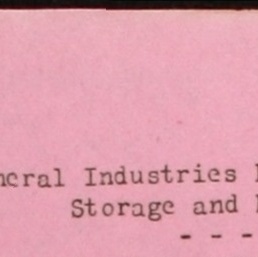 neral Industries
Storage and
- - -